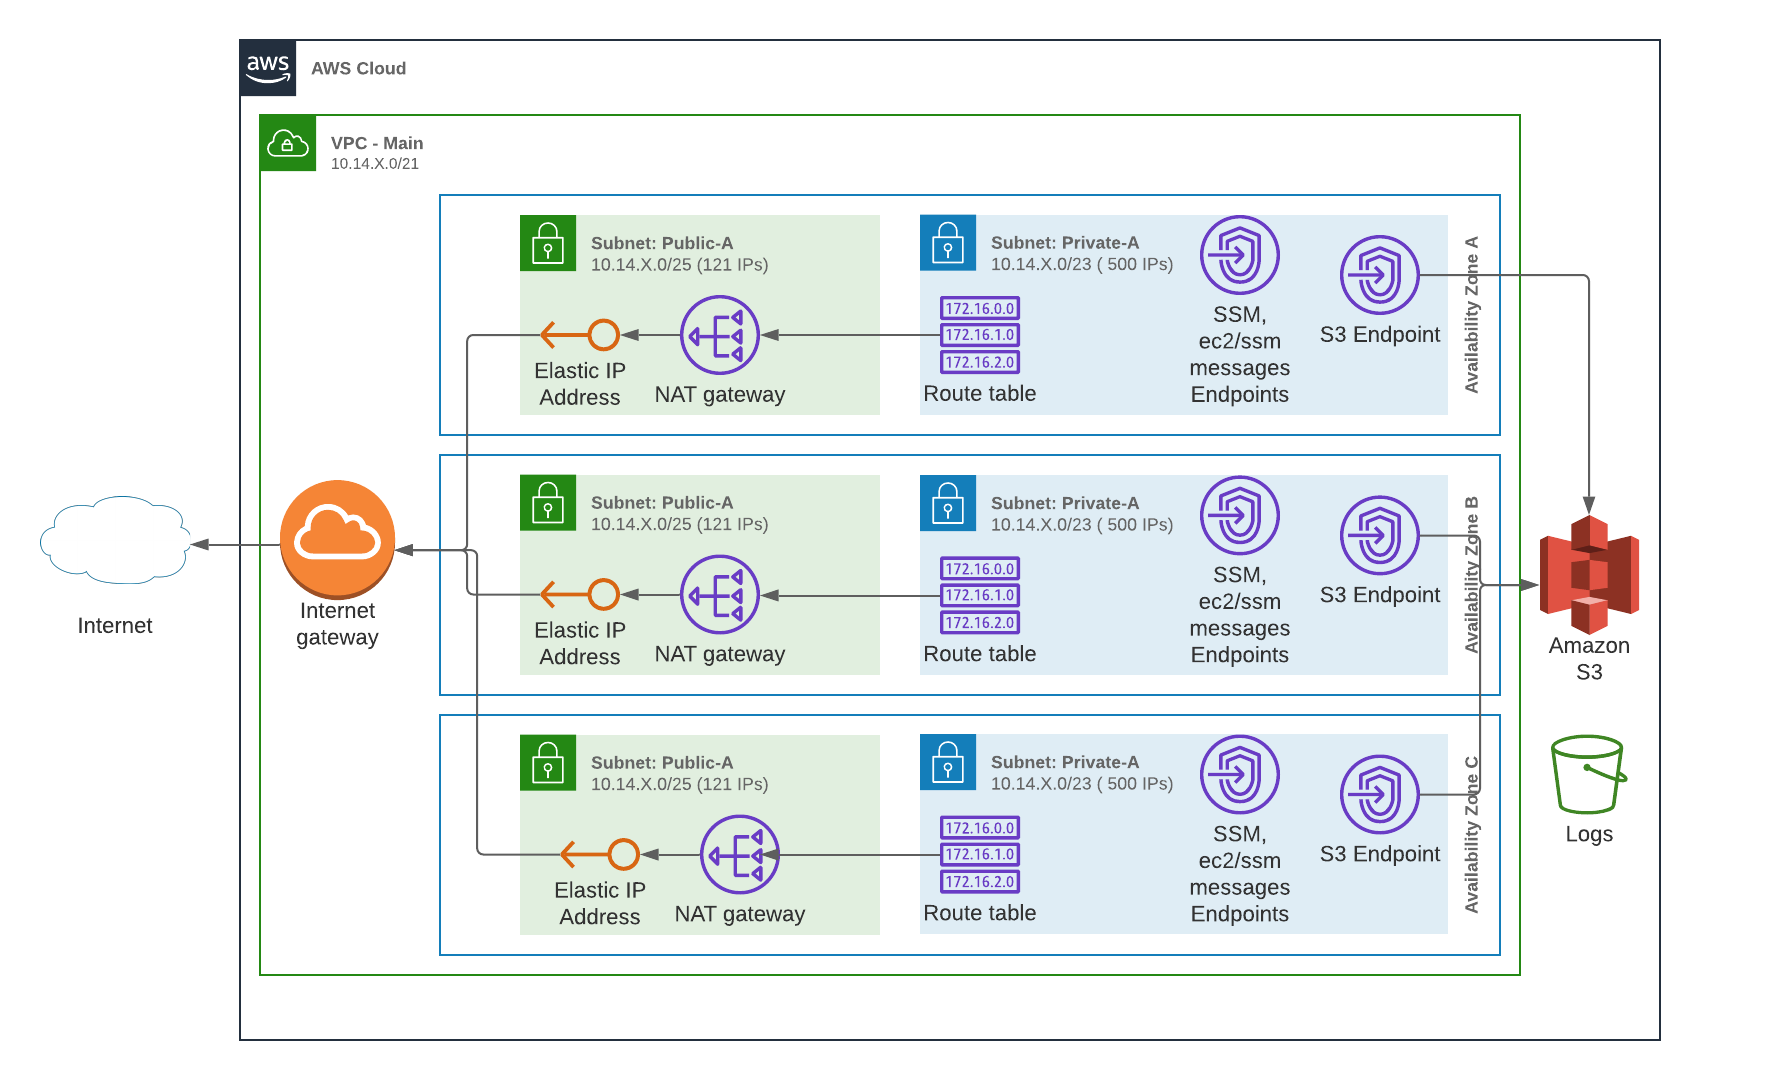 aws
AWS Cloud
VPC - Main
10.14.X.0/21
Subnet: Public-A
10.14.X.0/25 (121 IPs)
Elastic IP
Address
NAT gateway
Subnet: Private-A
10.14.X.0/23 ( 500 IPs)
172.16.0.0
172.16.1.0
172.16.2.0
Route table
SSM,
ec2/ssm
messages
Endpoints
S3 Endpoint
Availability Zone A
Subnet: Public-A
10.14.X.0/25 (121 IPs)
Elastic IP
Address
NAT gateway
Subnet: Private-A
10.14.X.0/23 ( 500 IPs)
172.16.0.0
172.16.1.0
172.16.2.0
Route table
SSM,
ec2/ssm
messages
Endpoints
S3 Endpoint
Availability Zone B
Subnet: Public-A
10.14.X.0/25 (121 IPs)
Elastic IP
Address
NAT gateway
Subnet: Private-A
10.14.X.0/23 ( 500 IPs)
172.16.0.0
172.16.1.0
172.16.2.0
Route table
SSM,
ec2/ssm
messages
Endpoints
S3 Endpoint
Availability Zone C
Internet
Internet
gateway
Amazon
S3
Logs